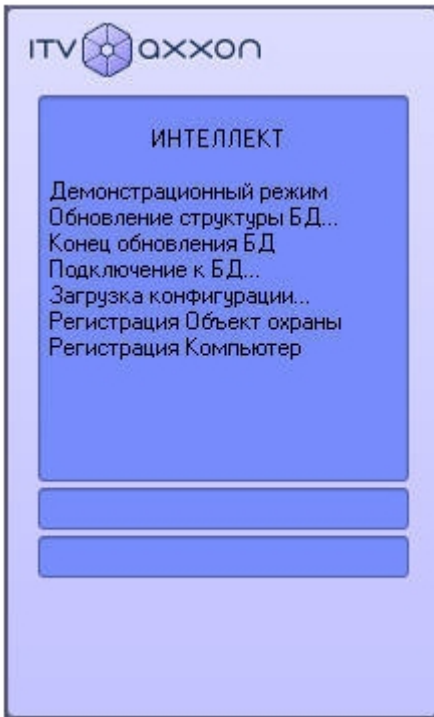 ITV AXXON
ИНТЕЛЛЕКТ
Демонстрационный режим
Обновление структуры БД...
Конец обновления БД
Подключение к БД...
Загрузка конфигурации...
Регистрация Объект охраны
Регистрация Компьютер